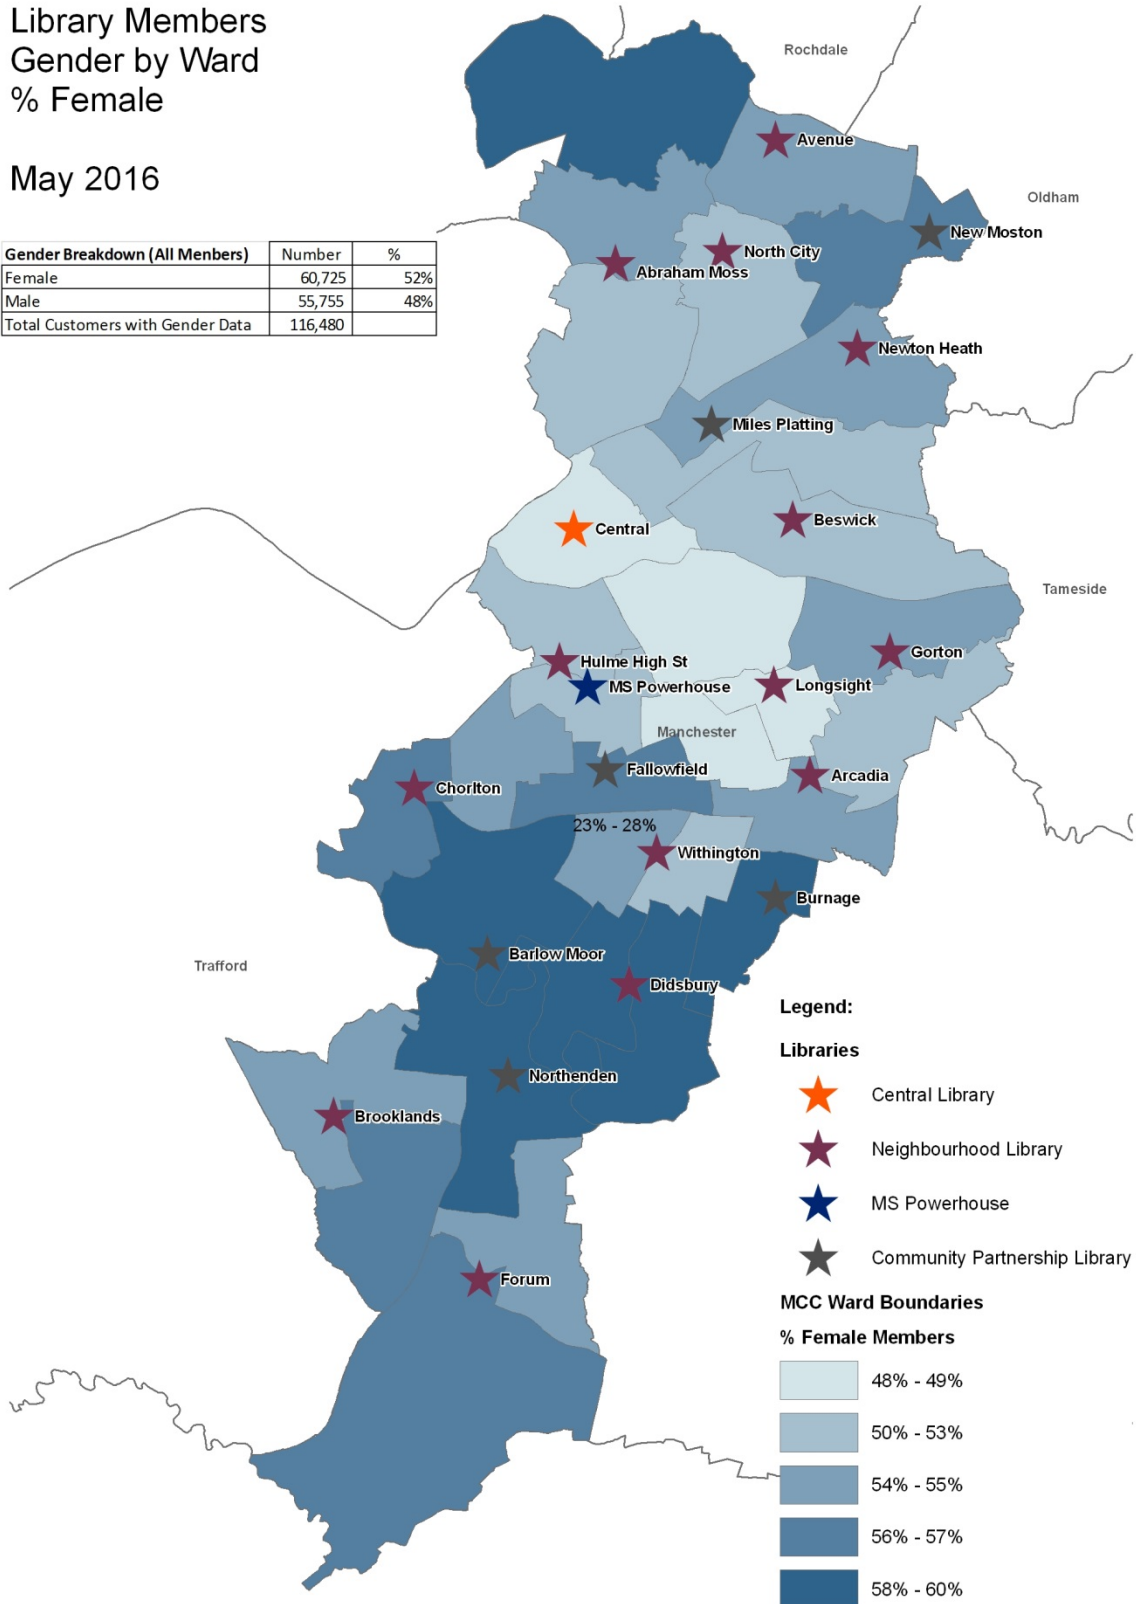 Library Members
Gender by Ward
% Female
May 2016
Gender Breakdown (All Menbers) Number %
Female 60,725 52%
Male 55,755 48%
Total Customers with Gender Data 116,480
Rochdale
Avenue
Oldham
New Moston
North City
Abraham Moss
Newton Heath
Miles Platting
Beswick
Central
Tameside
Gorton
Hulme High St
MS Powerhouse
Longsight
Manchester
Fallowfield
Arcadia
Chorlton
23% - 28%
Withington
Burnage
Barlow Moor
Trafford
Didsbury
Northenden
Brooklands
Forum
Legend:
Libraries
Central Library
Neighbourhood Library
MS Powerhouse
Community Partnership Library
MCC Ward Boundaries
% Female Members
48% - 49%
50% - 53%
54% - 55%
56% - 57%
58% - 60%